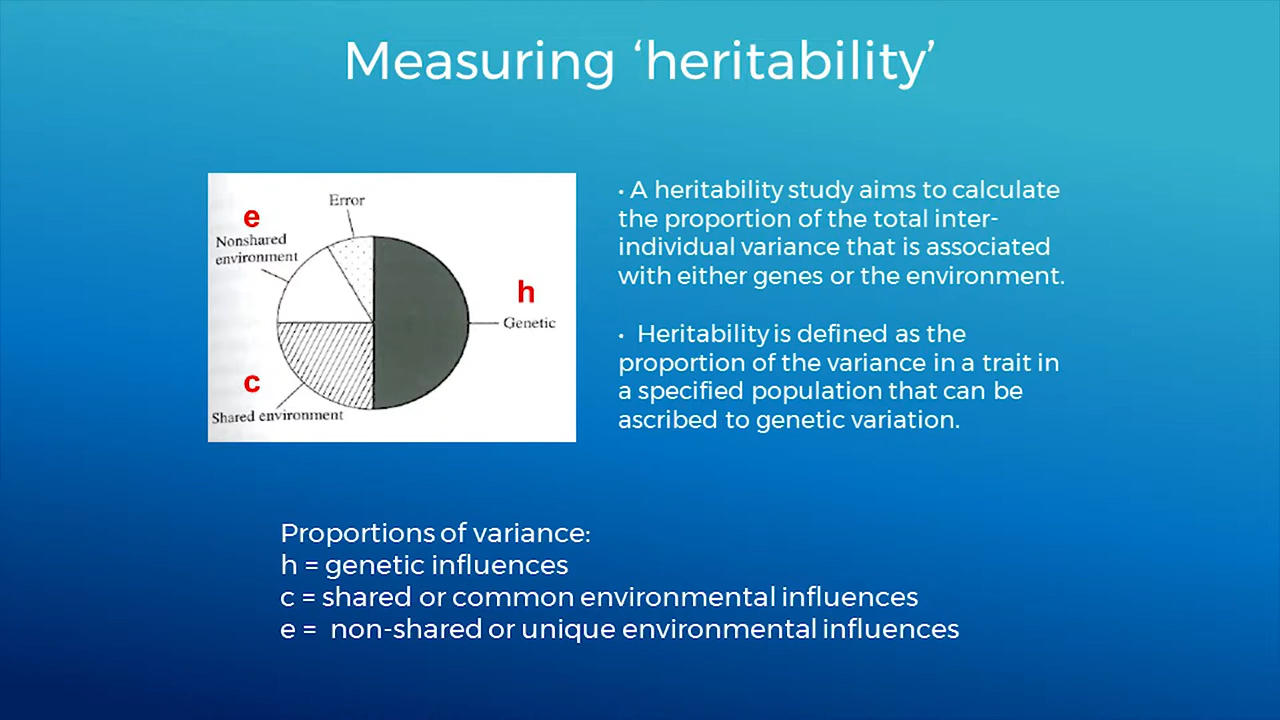 Measuring ‘heritability’
Error
e
Nonshared
environment
h
Genetic
c
Shared environment
• A heritability study aims to calculate
the proportion of the total inter-
individual variance that is associated
with either genes or the environment.
• Heritability is defined as the
proportion of the variance in a trait in
a specified population that can be
ascribed to genetic variation.
Proportions of variance:
h = genetic influences
c = shared or common environmental influences
e = non-shared or unique environmental influences